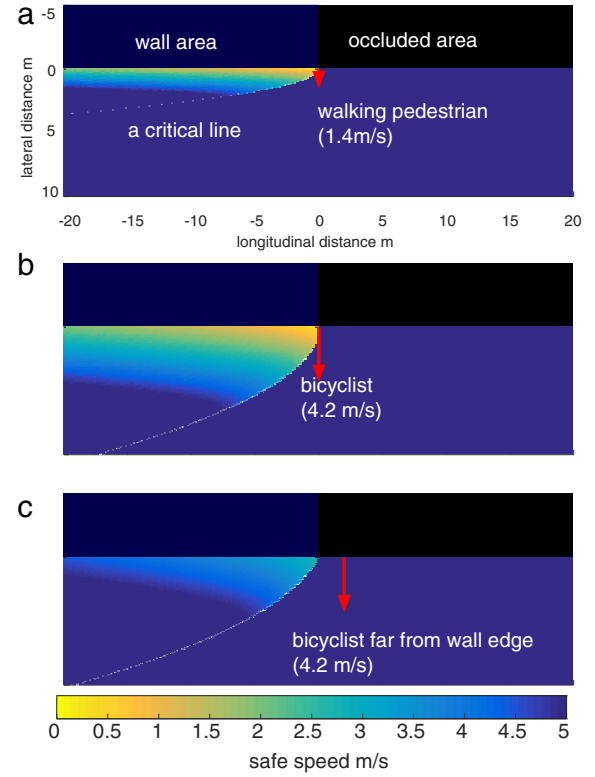 a
-5
wall area
occluded area
0
lateral distance m
walking pedestrian
(1.4m/s)
a critical line
5
10
-20 -15 -10 -5 0 5 10 15 20
longitudinal distance m
b
bicyclist
(4.2 m/s)
c
bicyclist far from wall edge
(4.2 m/s)
0 0.5 1 1.5 2 2.5 3 3.5 4 4.5 5
safe speed m/s